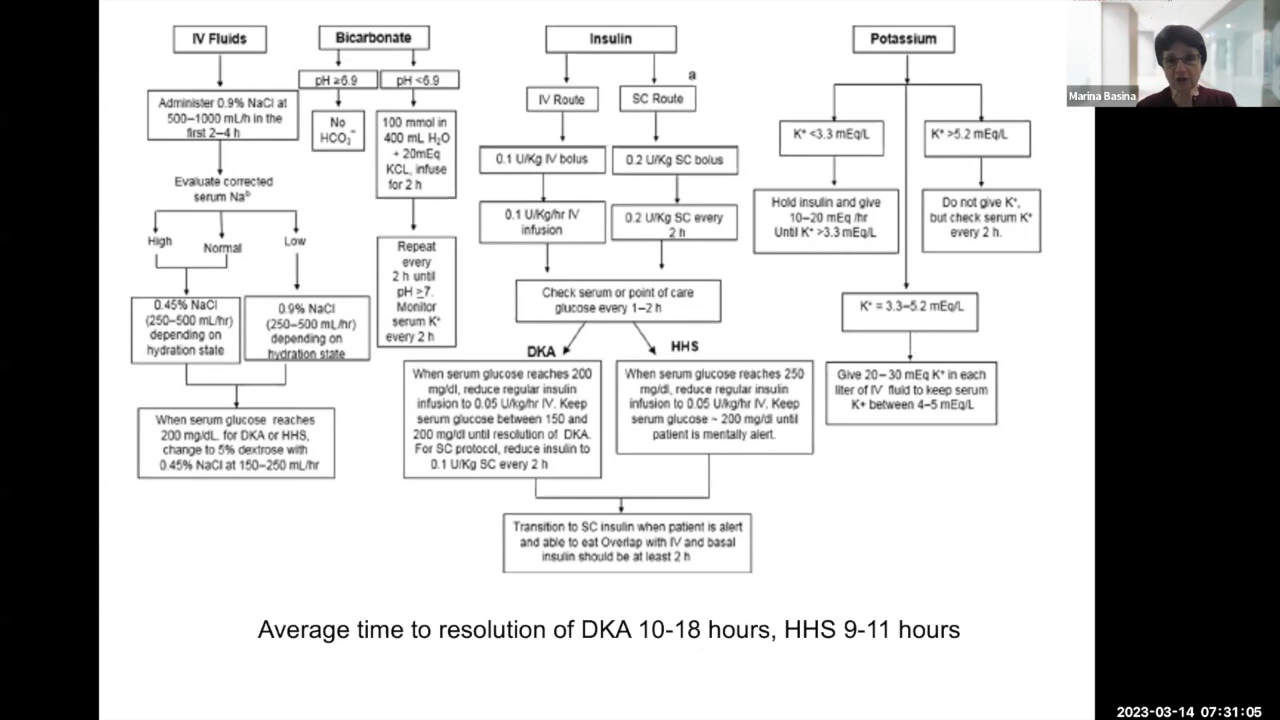 IV Fluids
Administer 0.9% NaCl at
500–1000 mL/h in the
first 2–4 h
Evaluate corrected
serum Naᵇ
High
Normal
Low
0.45% NaCl
(250–500 mL/hr)
depending on
hydration state
0.9% NaCl
(250–500 mL/hr)
depending on
hydration state
When serum glucose reaches
200 mg/dL. for DKA or HHS,
change to 5% dextrose with
0.45% NaCl at 150–250 mL/hr
Bicarbonate
pH ≥6.9
No
HCO₃⁻
pH <6.9
100 mmol in
400 mL H₂O
+ 20mEq
KCL, infuse
for 2 h
Repeat
every
2 h until
pH ≥7.
Monitor
serum K⁺
every 2 h
Insulin
IV Route
0.1 U/Kg IV bolus
0.1 U/Kg/hr IV
infusion
a
SC Route
0.2 U/Kg SC bolus
0.2 U/Kg SC every
2 h
Check serum or point of care
glucose every 1–2 h
DKA
When serum glucose reaches 200
mg/dl, reduce regular insulin
infusion to 0.05 U/kg/hr IV. Keep
serum glucose between 150 and
200 mg/dl until resolution of DKA.
For SC protocol, reduce insulin to
0.1 U/Kg SC every 2 h
HHS
When serum glucose reaches 250
mg/dl, reduce regular insulin
infusion to 0.05 U/kg/hr IV. Keep
serum glucose ~ 200 mg/dl until
patient is mentally alert.
Transition to SC insulin when patient is alert
and able to eat Overlap with IV and basal
insulin should be at least 2 h
Potassium
K⁺ <3.3 mEq/L
Hold insulin and give
10–20 mEq /hr
Until K⁺ >3.3 mEq/L
K⁺ >5.2 mEq/L
Do not give K⁺,
but check serum K⁺
every 2 h.
K⁺ = 3.3–5.2 mEq/L
Give 20–30 mEq K⁺ in each
liter of IV fluid to keep serum
K+ between 4–5 mEq/L
Average time to resolution of DKA 10-18 hours, HHS 9-11 hours
Marina Basina
2023-03-14 07:31:05